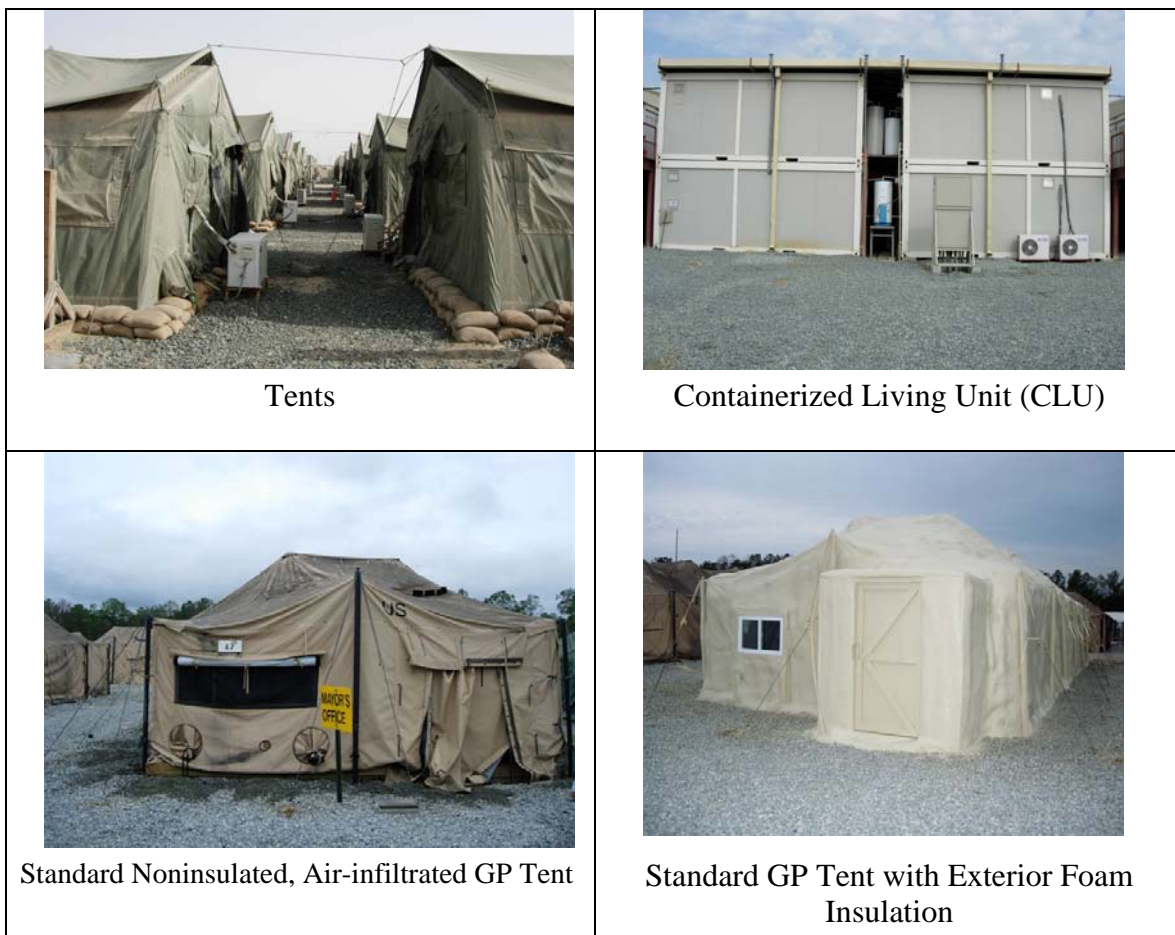 Tents
Containerized Living Unit (CLU)
US
MAYOR'S
OFFICE
Standard Noninsulated, Air-infiltrated GP Tent
Standard GP Tent with Exterior Foam
Insulation